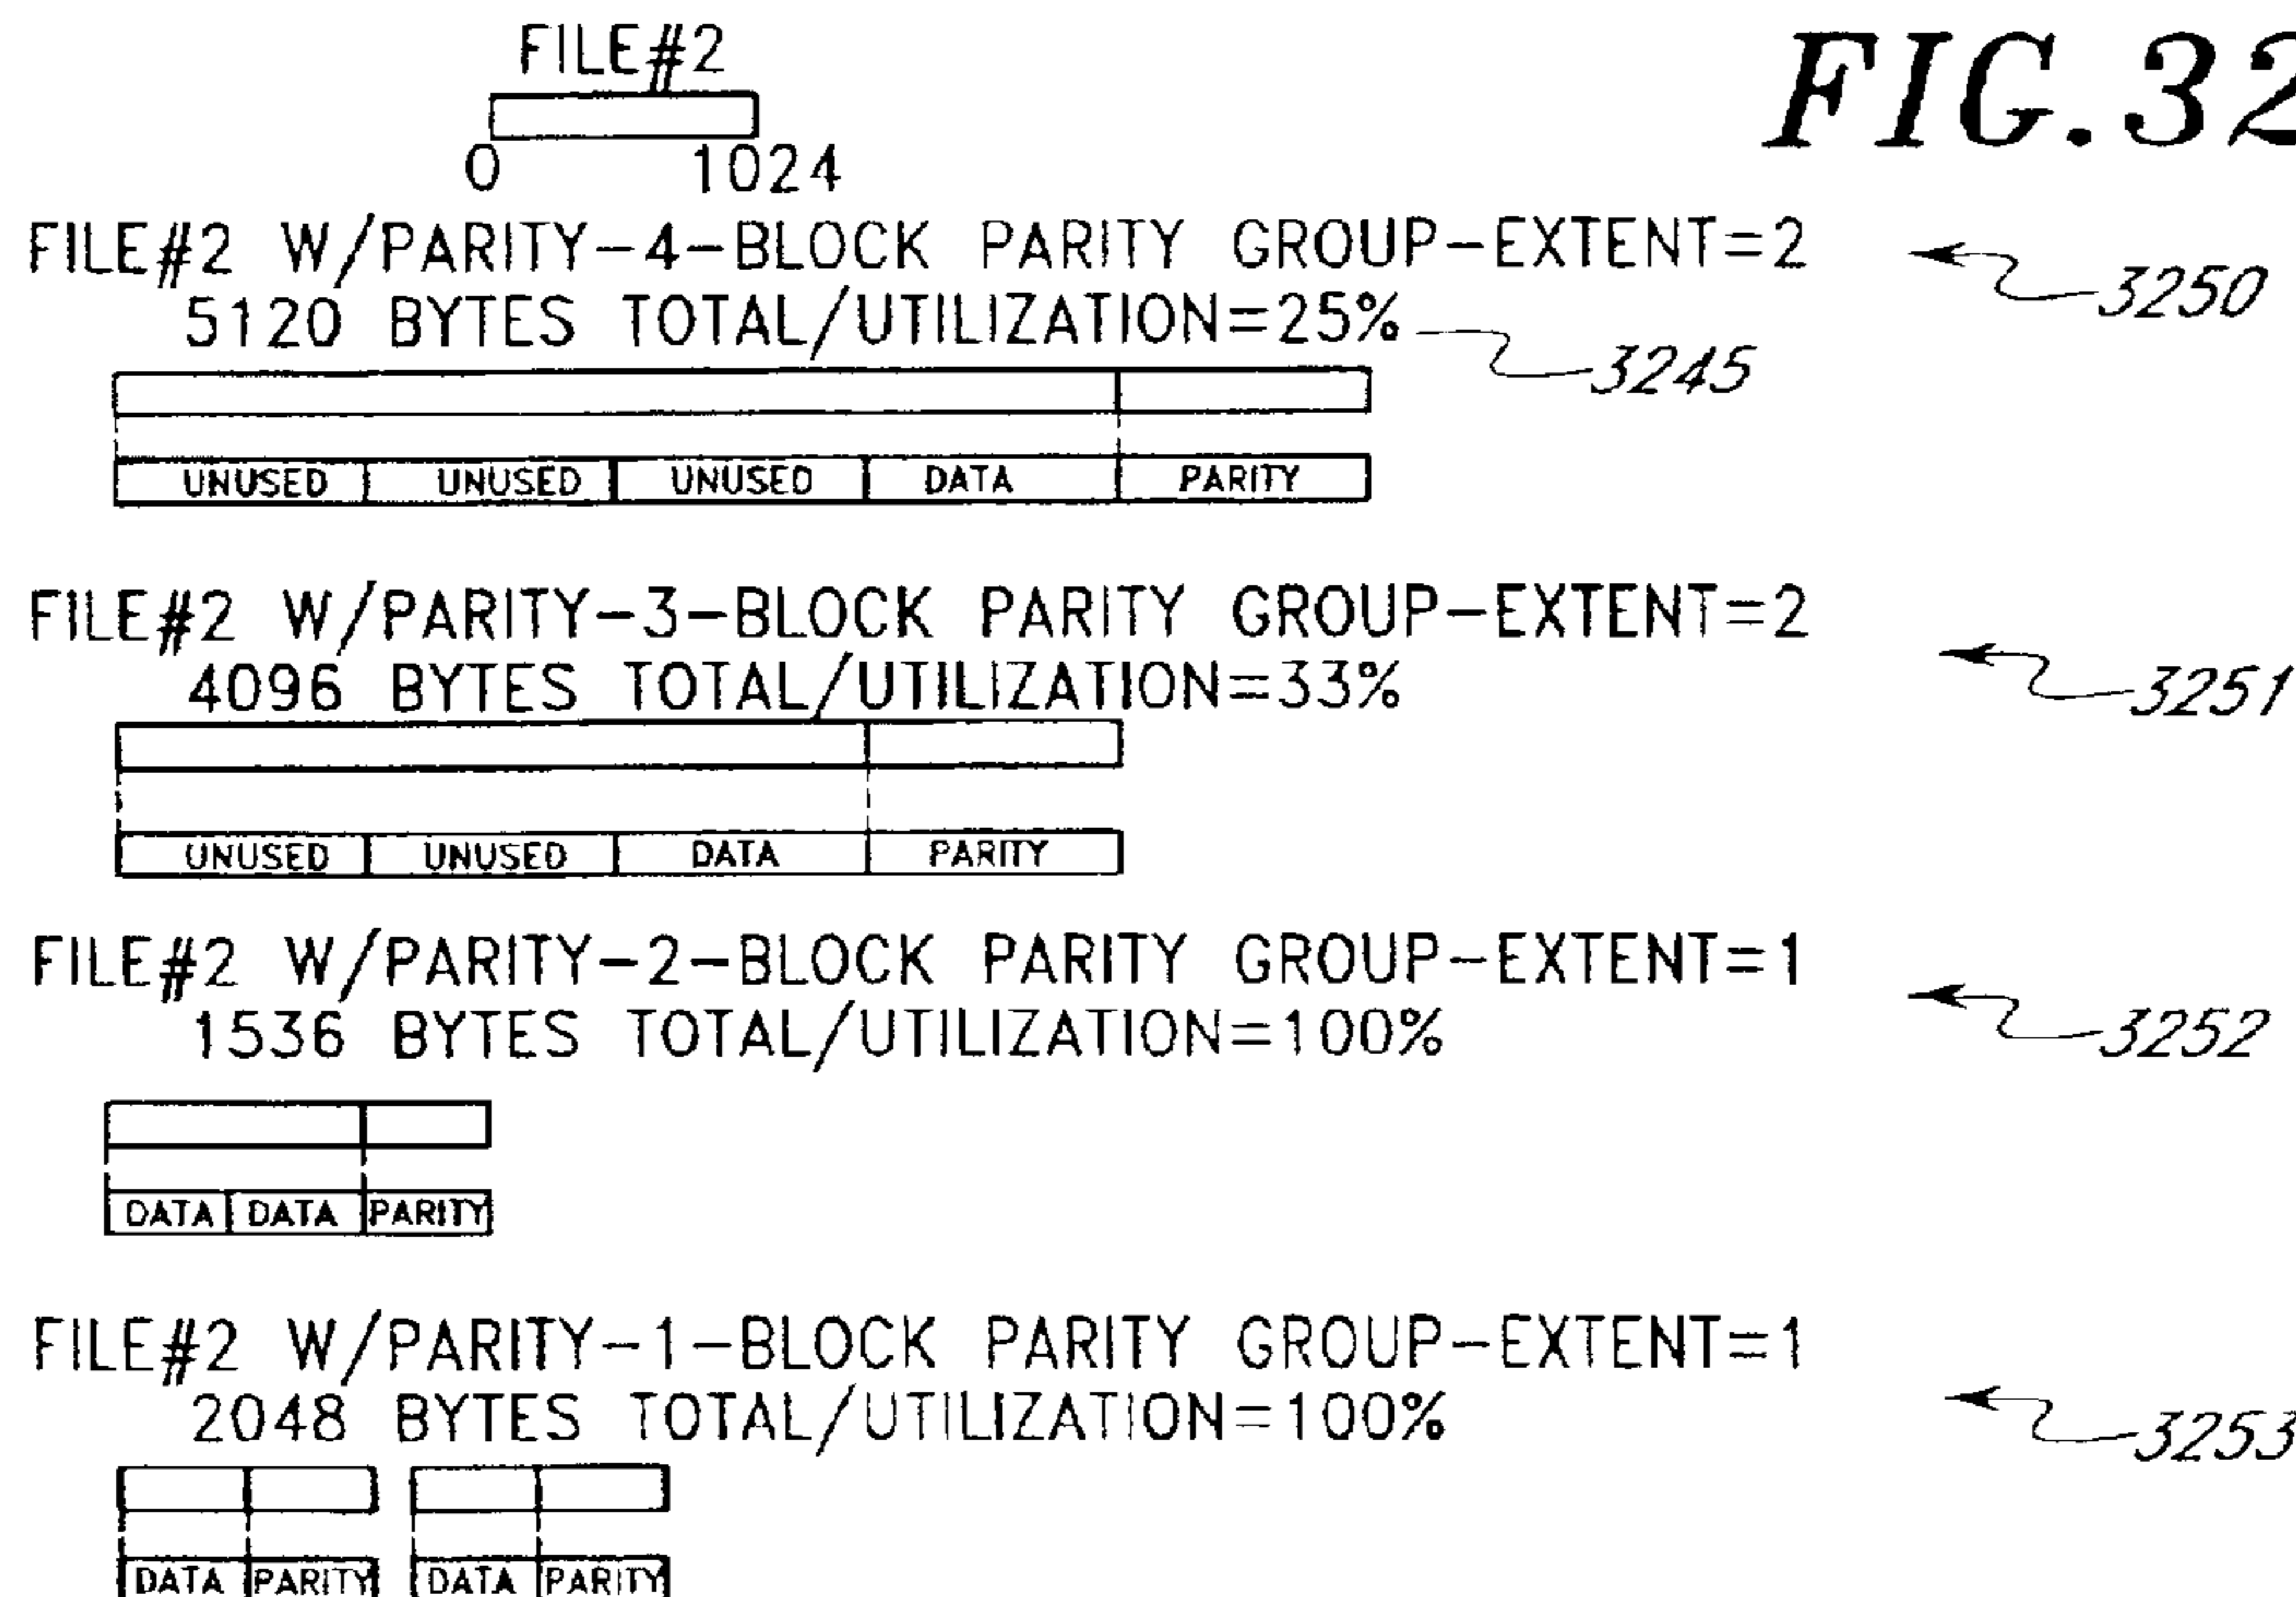 FILE#2
FIG.32
0 1024
FILE#2 W/PARITY-4-BLOCK PARITY GROUP-EXTENT=2
3250
5120 BYTES TOTAL/UTILIZATION=25%
3245
UNUSED UNUSED UNUSED DATA PARITY
FILE#2 W/PARITY-3-BLOCK PARITY GROUP-EXTENT=2
4096 BYTES TOTAL/UTILIZATION=33%
3251
UNUSED UNUSED DATA PARITY
FILE#2 W/PARITY-2-BLOCK PARITY GROUP-EXTENT=1
1536 BYTES TOTAL/UTILIZATION=100%
3252
DATA DATA PARITY
FILE#2 W/PARITY-1-BLOCK PARITY GROUP-EXTENT=1
2048 BYTES TOTAL/UTILIZATION=100%
3253
DATA PARITY DATA PARITY